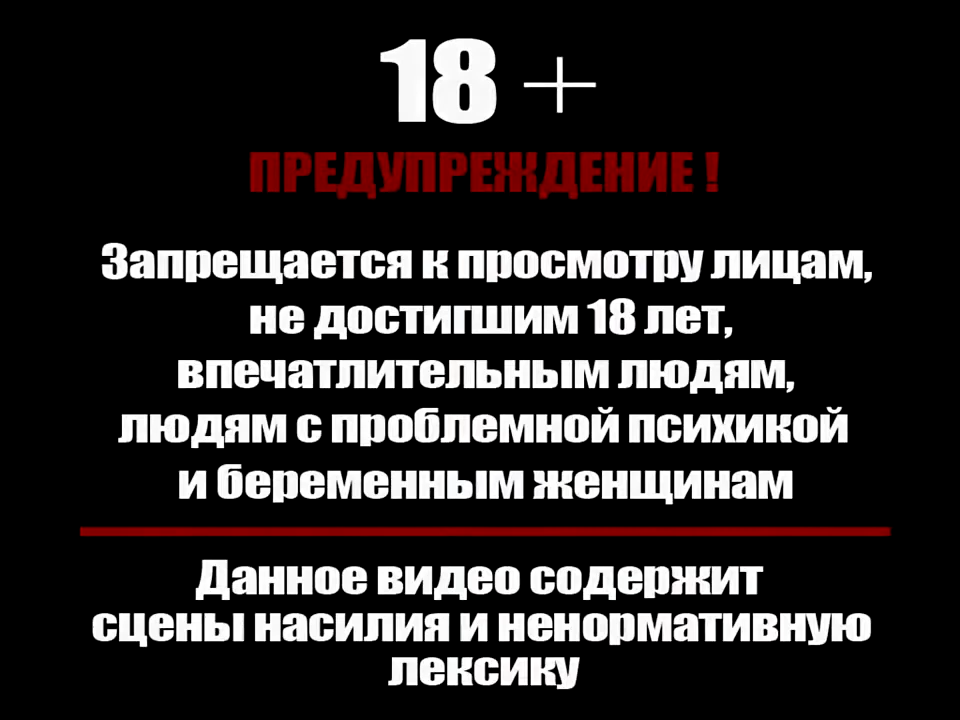 18 +
ПРЕДУПРЕЖДЕНИЕ !
Запрещается к просмотру лицам,
не достигшим 18 лет,
впечатлительным людям,
людям с проблемной психикой
и беременным женщинам
Данное видео содержит
сцены насилия и ненормативную
лексику